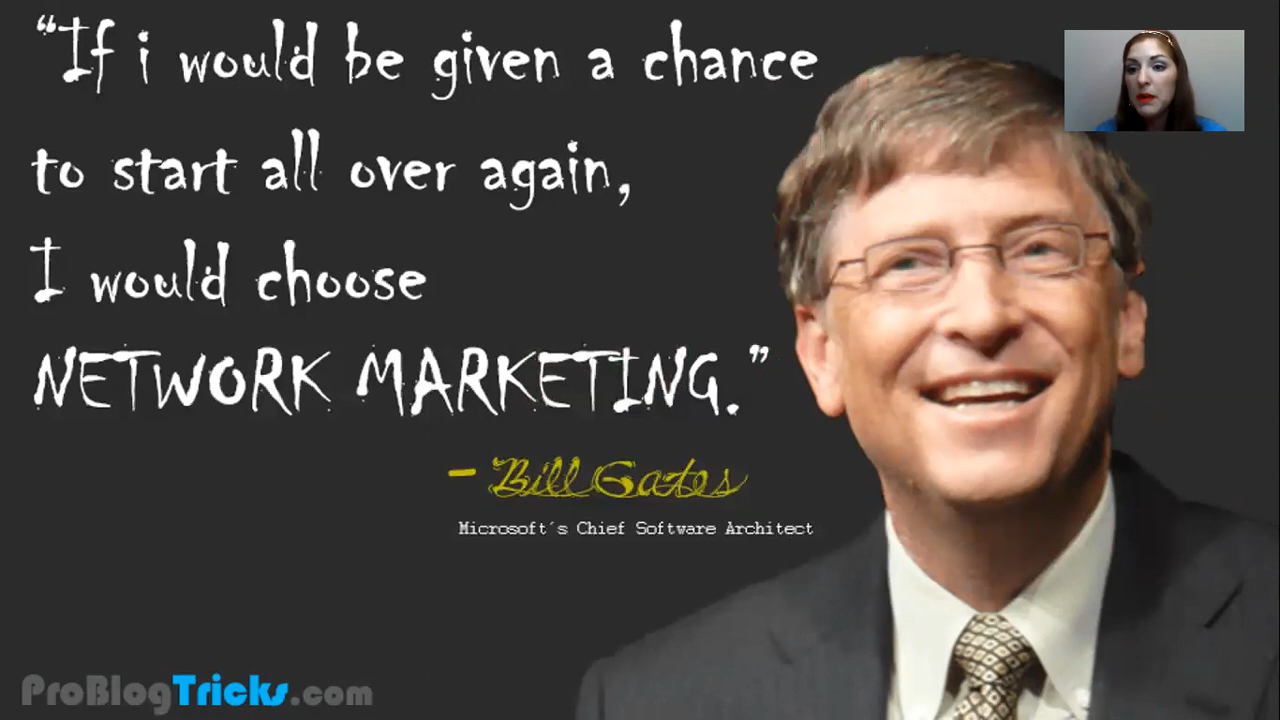 “If i would be given a chance
to start all over again,
I would choose
NETWORK MARKETING.”
– Bill Gates
Microsoft´s Chief Software Architect
ProBlogTricks.com